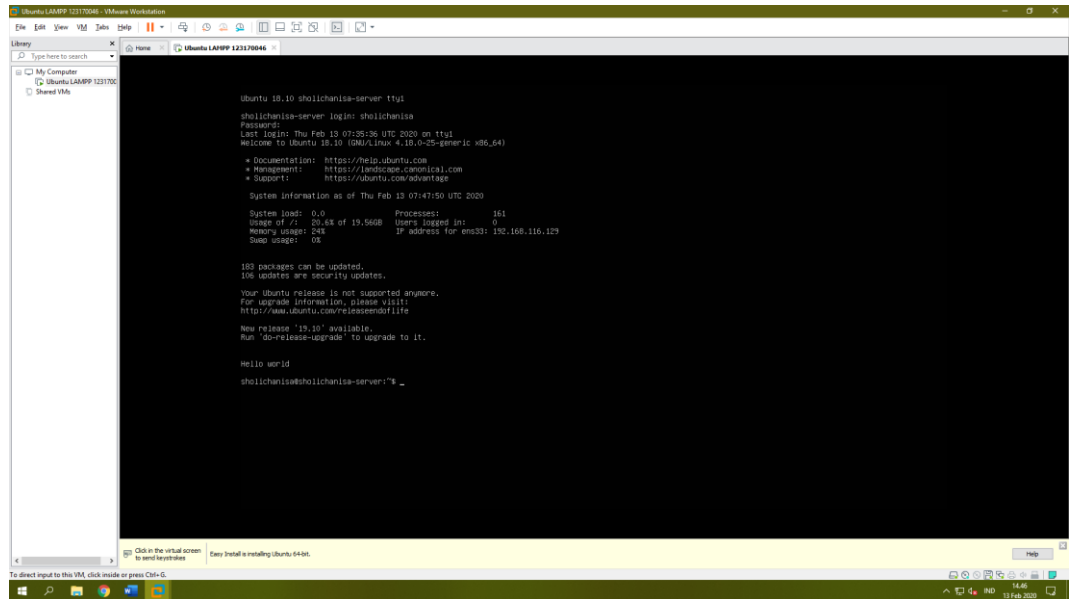 Ubuntu LAMPP 123170046 - VMware Workstation
File Edit View VM Tabs Help
Library
Home
Ubuntu LAMPP 123170046
Type here to search
My Computer
Ubuntu LAMPP 1231700
Shared VMs
Ubuntu 18.10 sholichanisa-server tty1
sholichanisa-server login: sholichanisa
Password:
Last login: Thu Feb 13 07:35:36 UTC 2020 on tty1
Welcome to Ubuntu 18.10 (GNU/Linux 4.18.0-25-generic x86_64)
* Documentation: https://help.ubuntu.com
* Management: https://landscape.canonical.com
* Support: https://ubuntu.com/advantage
System information as of Thu Feb 13 07:47:50 UTC 2020
System load: 0.0 Processes: 161
Usage of /: 20.6% of 19.56GB Users logged in: 0
Memory usage: 24% IP address for ens33: 192.168.116.129
Swap usage: 0%
183 packages can be updated.
106 updates are security updates.
Your Ubuntu release is not supported anymore.
For upgrade information, please visit:
http://www.ubuntu.com/releaseendoflife
New release '19.10' available.
Run 'do-release-upgrade' to upgrade to it.
Hello world
sholichanisa@sholichanisa-server:~$ _
Click in the virtual screen
to send keystrokes
Easy Install is installing Ubuntu 64-bit.
Help
To direct input to this VM, click inside or press Ctrl+G.
IND
14.46
13 Feb 2020